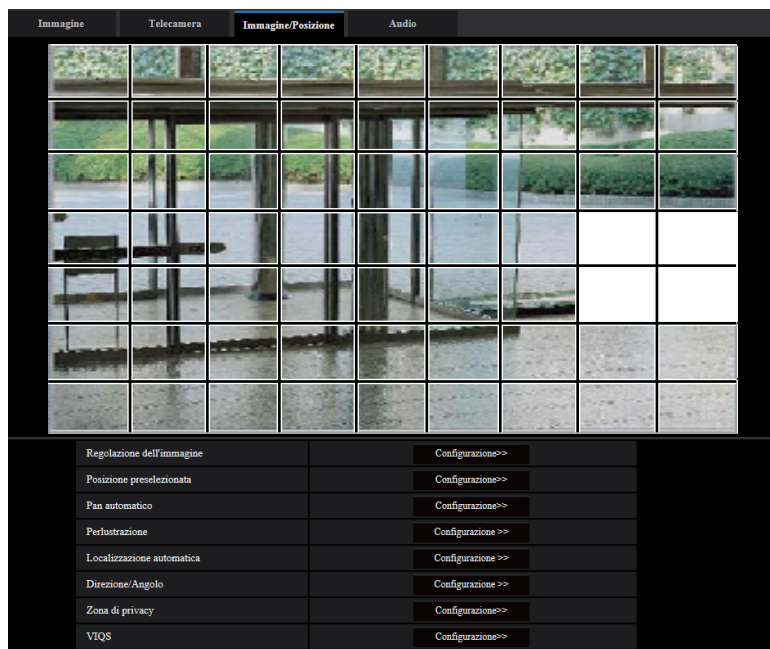 Immagine Telecamera Immagine/Posizione Audio
Regolazione dell'immagine Configurazione>>
Posizione preselezionata Configurazione>>
Pan automatico Configurazione>>
Perlustrazione Configurazione >>
Localizzazione automatica Configurazione >>
Direzione/Angolo Configurazione >>
Zona di privacy Configurazione>>
VIQS Configurazione>>